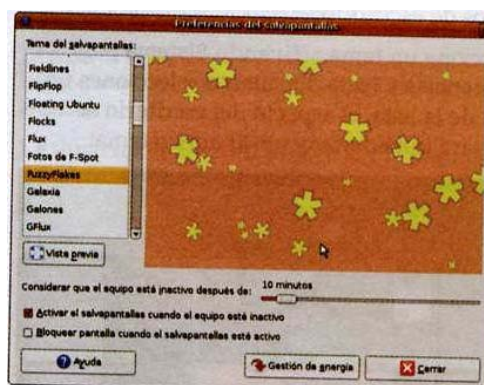 Preferencias del salvapantallas
Tema del salvapantallas:
Fieldlines
FlipFlop
Floating Ubuntu
Flocks
Flux
Fotos de F-Spot
FuzzyFlakes
Galaxia
Galones
GFlux
Vista previa
Considerar que el equipo está inactivo después de:
10 minutos
Activar el salvapantallas cuando el equipo esté inactivo
Bloquear pantalla cuando el salvapantallas esté activo
Ayuda
Gestión de energía
Cerrar